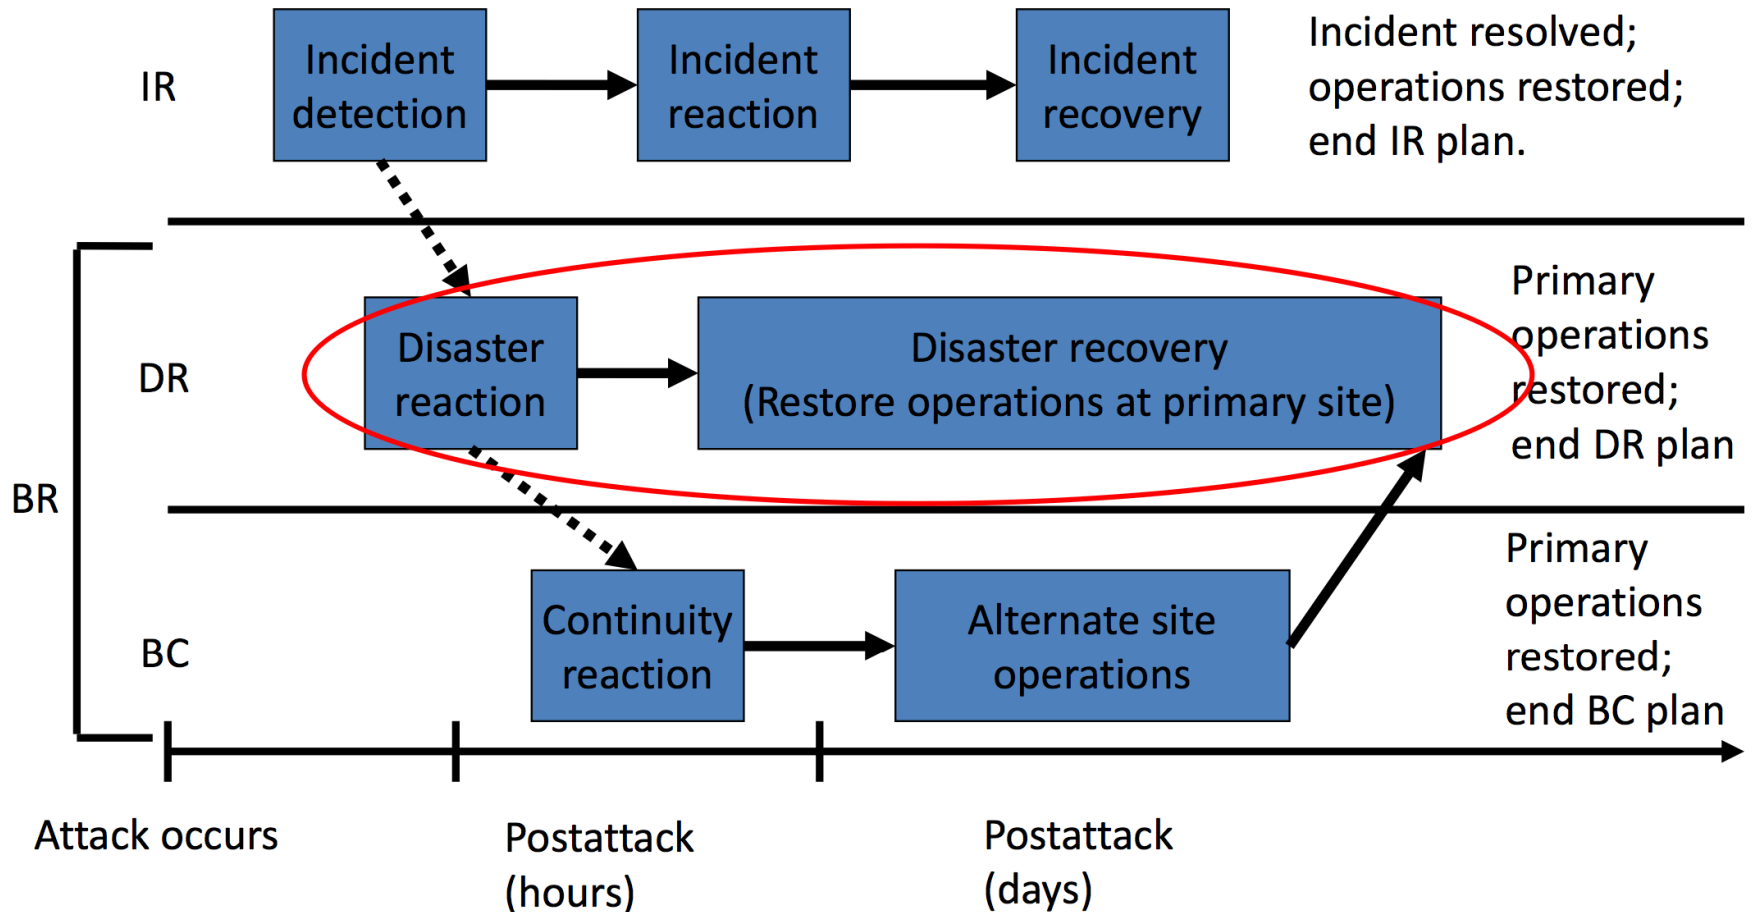 IR
Incident
detection
Incident
reaction
Incident
recovery
Incident resolved;
operations restored;
end IR plan.
BR
DR
Disaster
reaction
Disaster recovery
(Restore operations at primary site)
Primary
operations
restored;
end DR plan
BC
Continuity
reaction
Alternate site
operations
Primary
operations
restored;
end BC plan
Attack occurs
Postattack
(hours)
Postattack
(days)